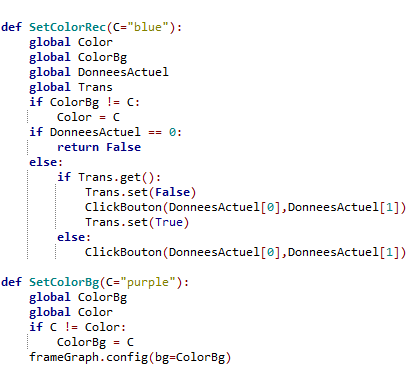 def SetColorRec(C="blue"):
    global Color
    global ColorBg
    global DonneesActuel
    global Trans
    if ColorBg != C:
        Color = C
    if DonneesActuel == 0:
        return False
    else:
        if Trans.get():
            Trans.set(False)
            ClickBouton(DonneesActuel[0],DonneesActuel[1])
            Trans.set(True)
        else:
            ClickBouton(DonneesActuel[0],DonneesActuel[1])
def SetColorBg(C="purple"):
    global ColorBg
    global Color
    if C != Color:
        ColorBg = C
    frameGraph.config(bg=ColorBg)